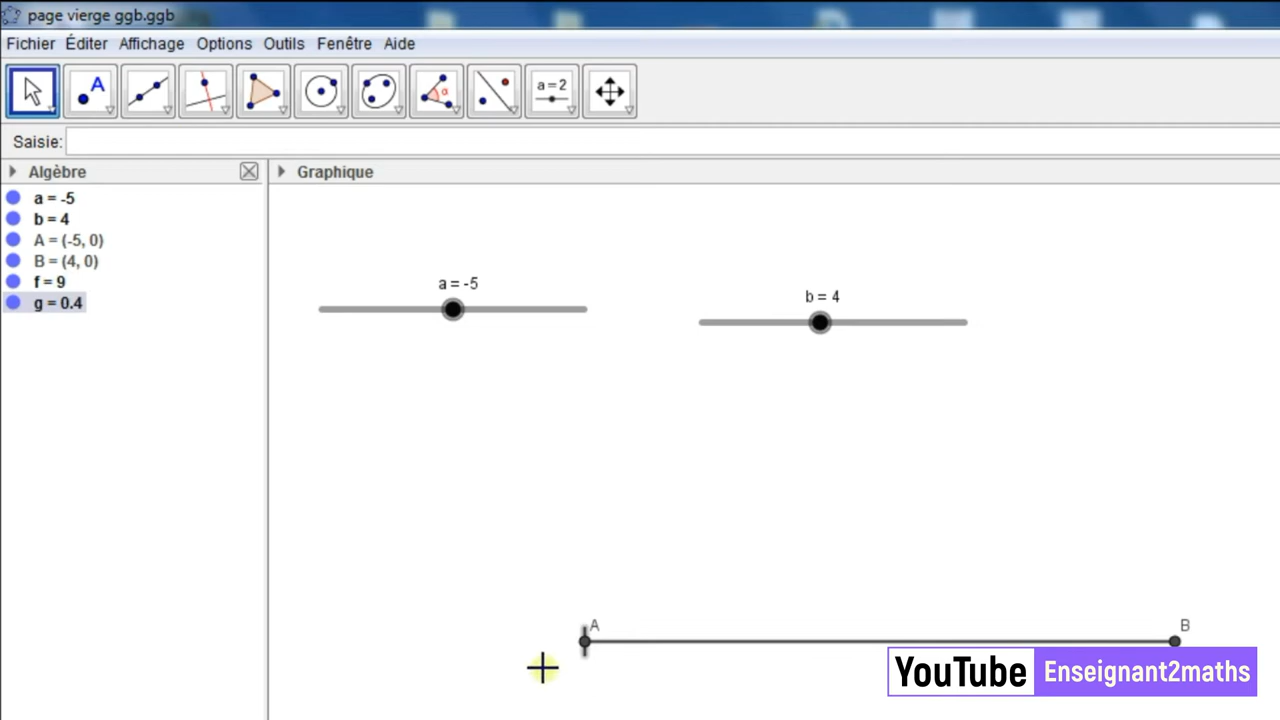 page vierge ggb.ggb
Fichier Éditer Affichage Options Outils Fenêtre Aide
A α a=2
Saisie:
Algèbre Graphique
a = -5
b = 4
A = (-5, 0)
B = (4, 0)
f = 9
g = 0.4
a = -5
b = 4
A
B
YouTube Enseignant2maths